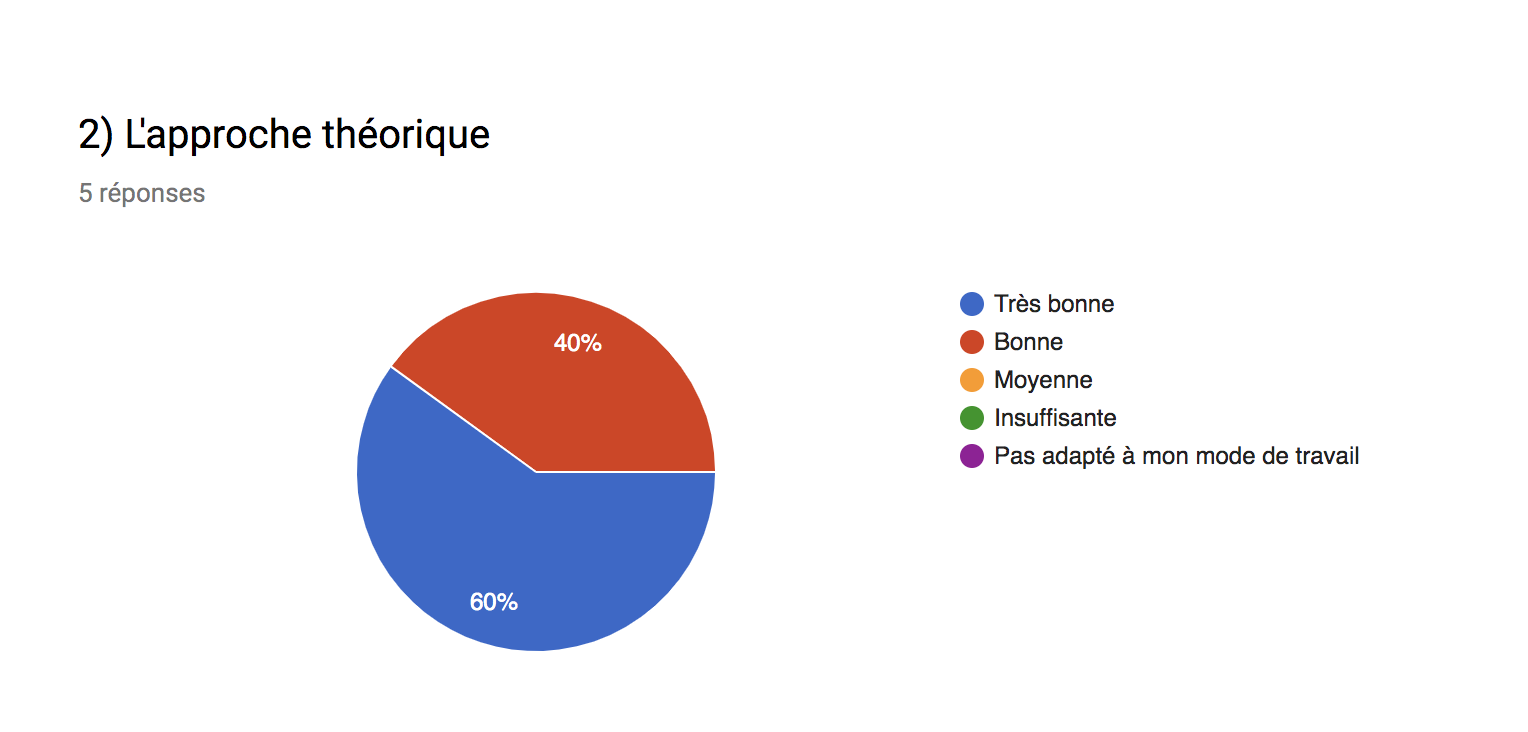 2) L'approche théorique
5 réponses
40%
60%
Très bonne
Bonne
Moyenne
Insuffisante
Pas adapté à mon mode de travail